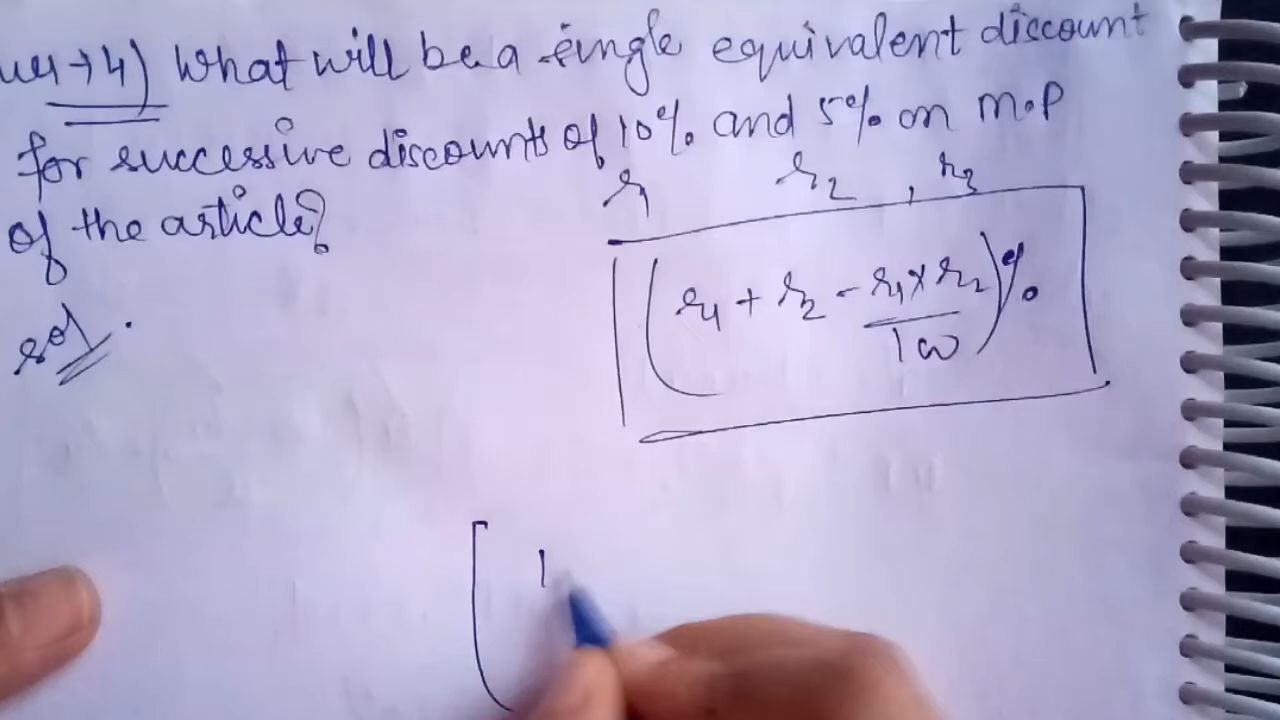 4) What will be a single equivalent discount
for successive discounts of 10% and 5% on M.P
of the article?
r1 r2 , r3
(r1 + r2 - r1 x r2 / 100)%
sol.
[ 1